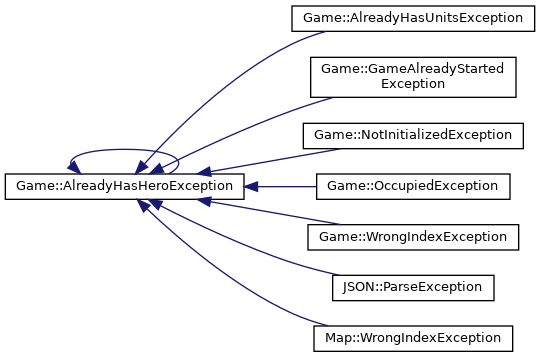 Game::AlreadyHasUnitsException
Game::GameAlreadyStarted
Exception
Game::NotInitializedException
Game::AlreadyHasHeroException
Game::OccupiedException
Game::WrongIndexException
JSON::ParseException
Map::WrongIndexException